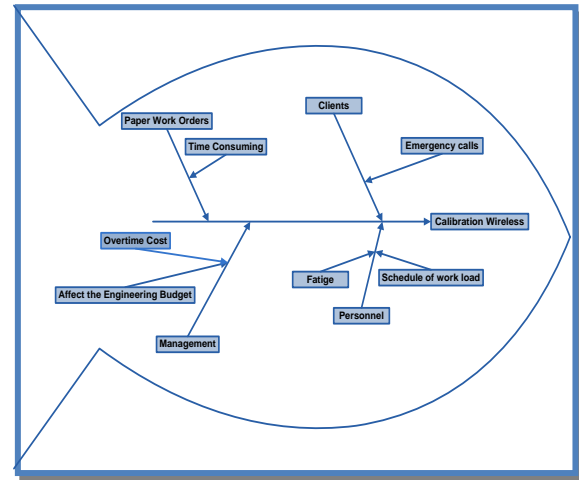 Clients
Paper Work Orders
Time Consuming
Emergency calls
Calibration Wireless
Overtime Cost
Fatige
Schedule of work load
Affect the Engineering Budget
Personnel
Management